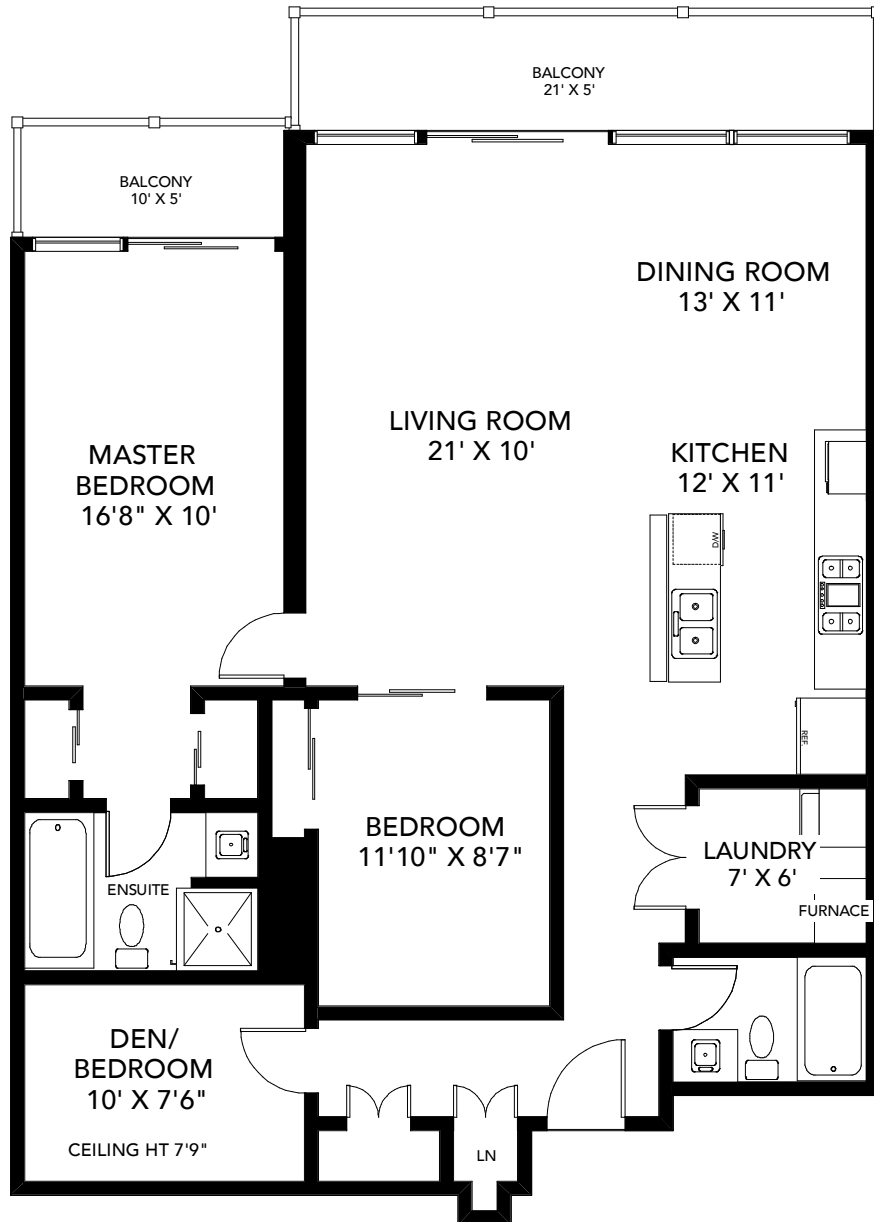 BALCONY
21' X 5'
BALCONY
10' X 5'
DINING ROOM
13' X 11'
LIVING ROOM
21' X 10'
KITCHEN
12' X 11'
MASTER
BEDROOM
16'8" X 10'
D/W
REF.
BEDROOM
11'10" X 8'7"
LAUNDRY
7' X 6'
FURNACE
ENSUITE
DEN/
BEDROOM
10' X 7'6"
CEILING HT 7'9"
LN